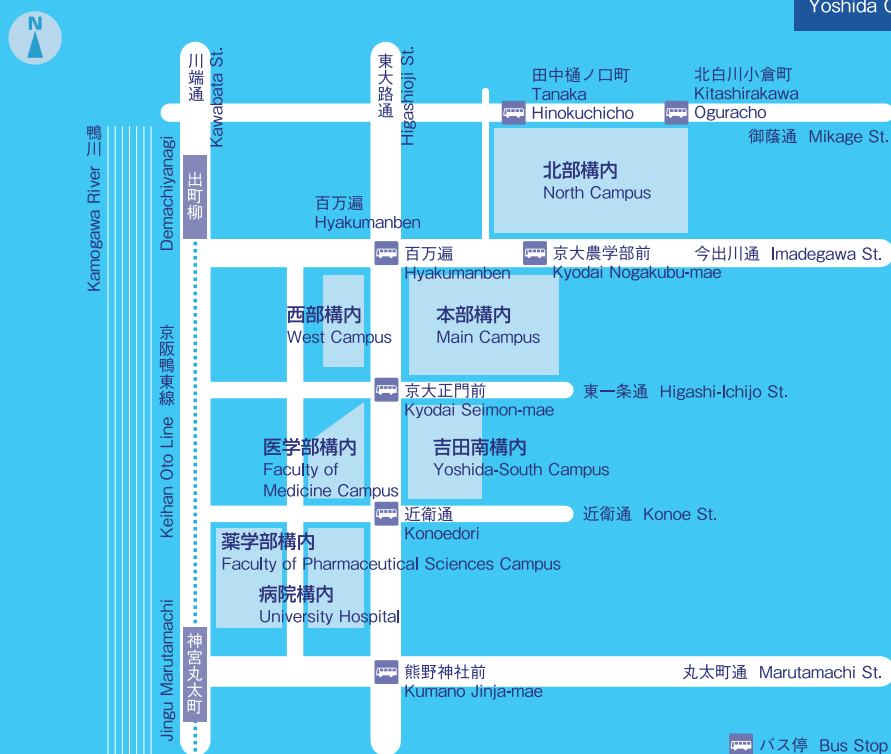 Yoshida C
N
川端通
Kawabata St.
東大路通
Higashioji St.
田中樋ノ口町
Tanaka
Hinokuchicho
北白川小倉町
Kitashirakawa
Oguracho
御蔭通 Mikage St.
鴨川
Kamogawa River
出町柳
Demachiyanagi
北部構内
North Campus
百万遍
Hyakumanben
百万遍
Hyakumanben
京大農学部前
Kyodai Nogakubu-mae
今出川通 Imadegawa St.
西部構内
West Campus
本部構内
Main Campus
京阪鴨東線
Keihan Oto Line
京大正門前
Kyodai Seimon-mae
東一条通 Higashi-Ichijo St.
医学部構内
Faculty of
Medicine Campus
吉田南構内
Yoshida-South Campus
近衛通
Konoedori
近衛通 Konoe St.
薬学部構内
Faculty of Pharmaceutical Sciences Campus
病院構内
University Hospital
神宮丸太町
Jingu Marutamachi
熊野神社前
Kumano Jinja-mae
丸太町通 Marutamachi St.
バス停 Bus Stop